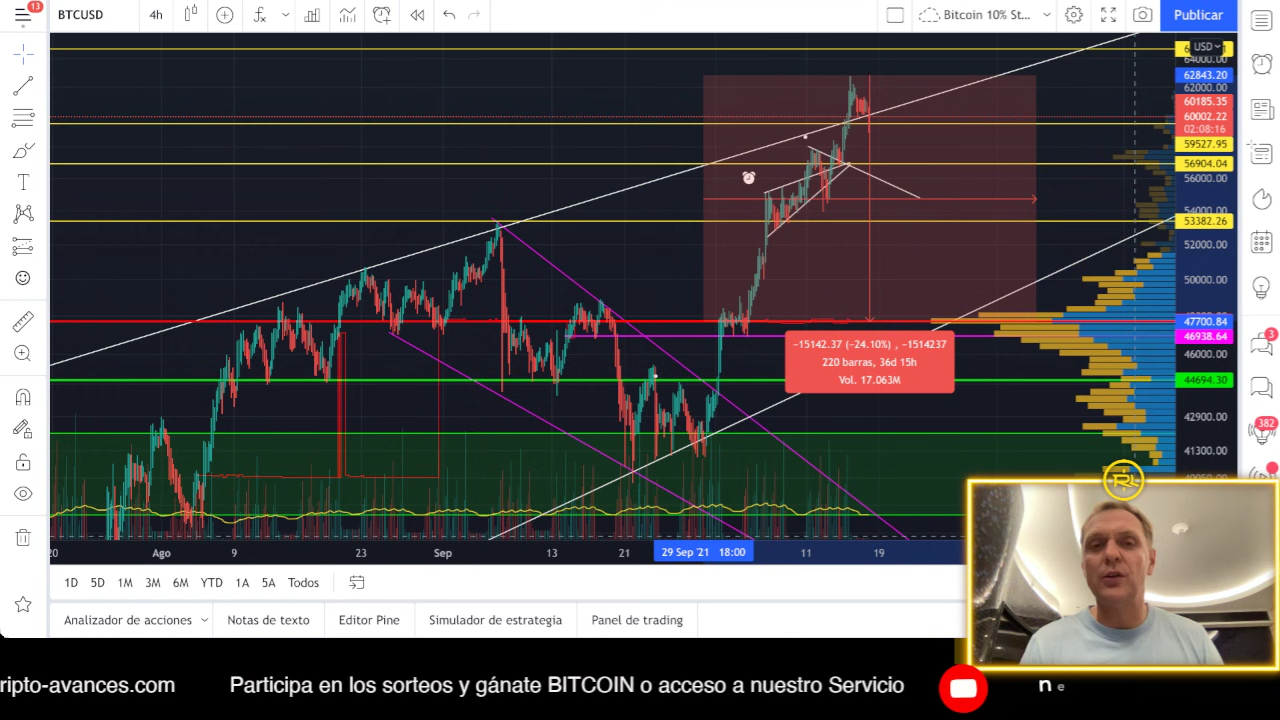 13
BTCUSD
4h
Bitcoin 10% St...
Publicar
USD
64000.00
62843.20
62000.00
60185.35
60002.22
02:08:16
59527.95
56904.04
56000.00
54000.00
53382.26
52000.00
50000.00
47700.84
46938.64
46000.00
44694.30
42900.00
41300.00
−15142.37 (−24.10%) , −1514237
220 barras, 36d 15h
Vol. 17.063M
3
382
20
Ago
9
23
Sep
13
21
29 Sep '21 18:00
11
19
1D
5D
1M
3M
6M
YTD
1A
5A
Todos
Analizador de acciones
Notas de texto
Editor Pine
Simulador de estrategia
Panel de trading
ripto-avances.com
Participa en los sorteos y gánate BITCOIN o acceso a nuestro Servicio
n e